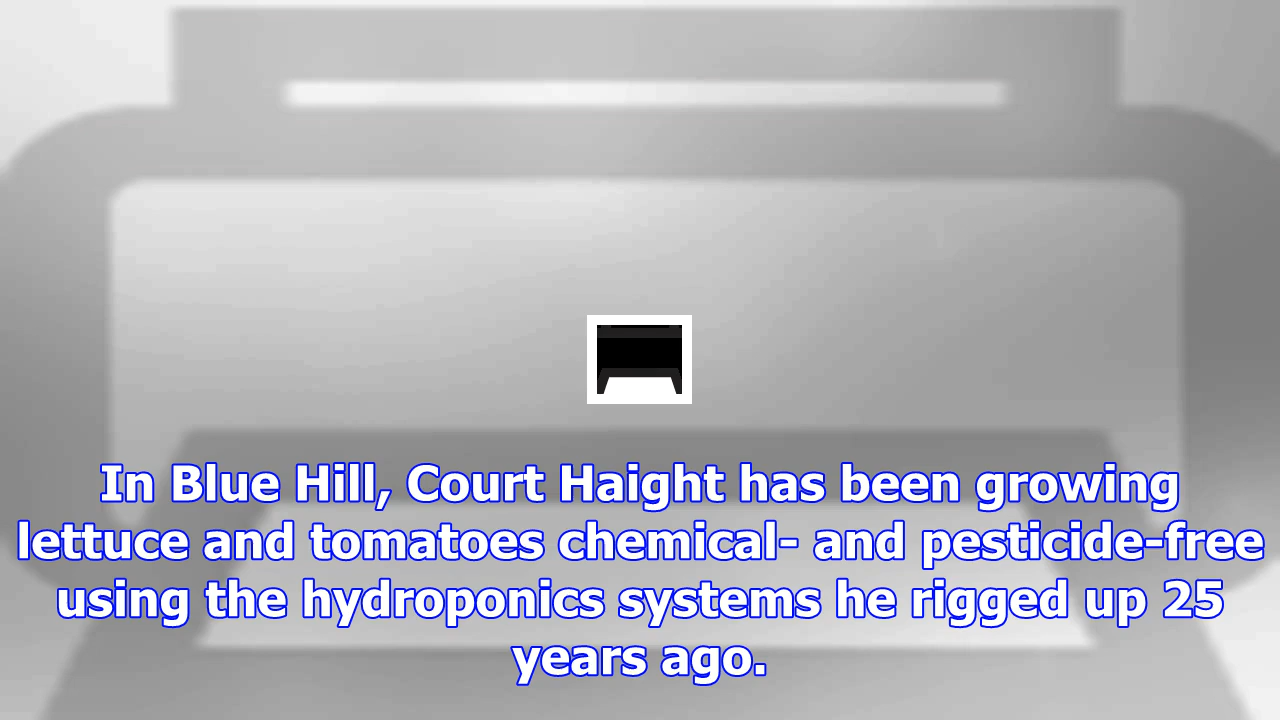 In Blue Hill, Court Haight has been growing
lettuce and tomatoes chemical- and pesticide-free
using the hydroponics systems he rigged up 25
years ago.